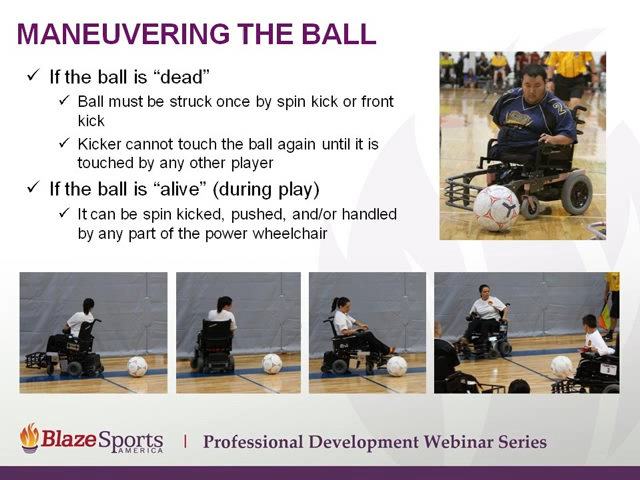 MANEUVERING THE BALL
✓ If the ball is “dead”
✓ Ball must be struck once by spin kick or front
kick
✓ Kicker cannot touch the ball again until it is
touched by any other player
✓ If the ball is “alive” (during play)
✓ It can be spin kicked, pushed, and/or handled
by any part of the power wheelchair
2
BlazeSports
AMERICA
| Professional Development Webinar Series